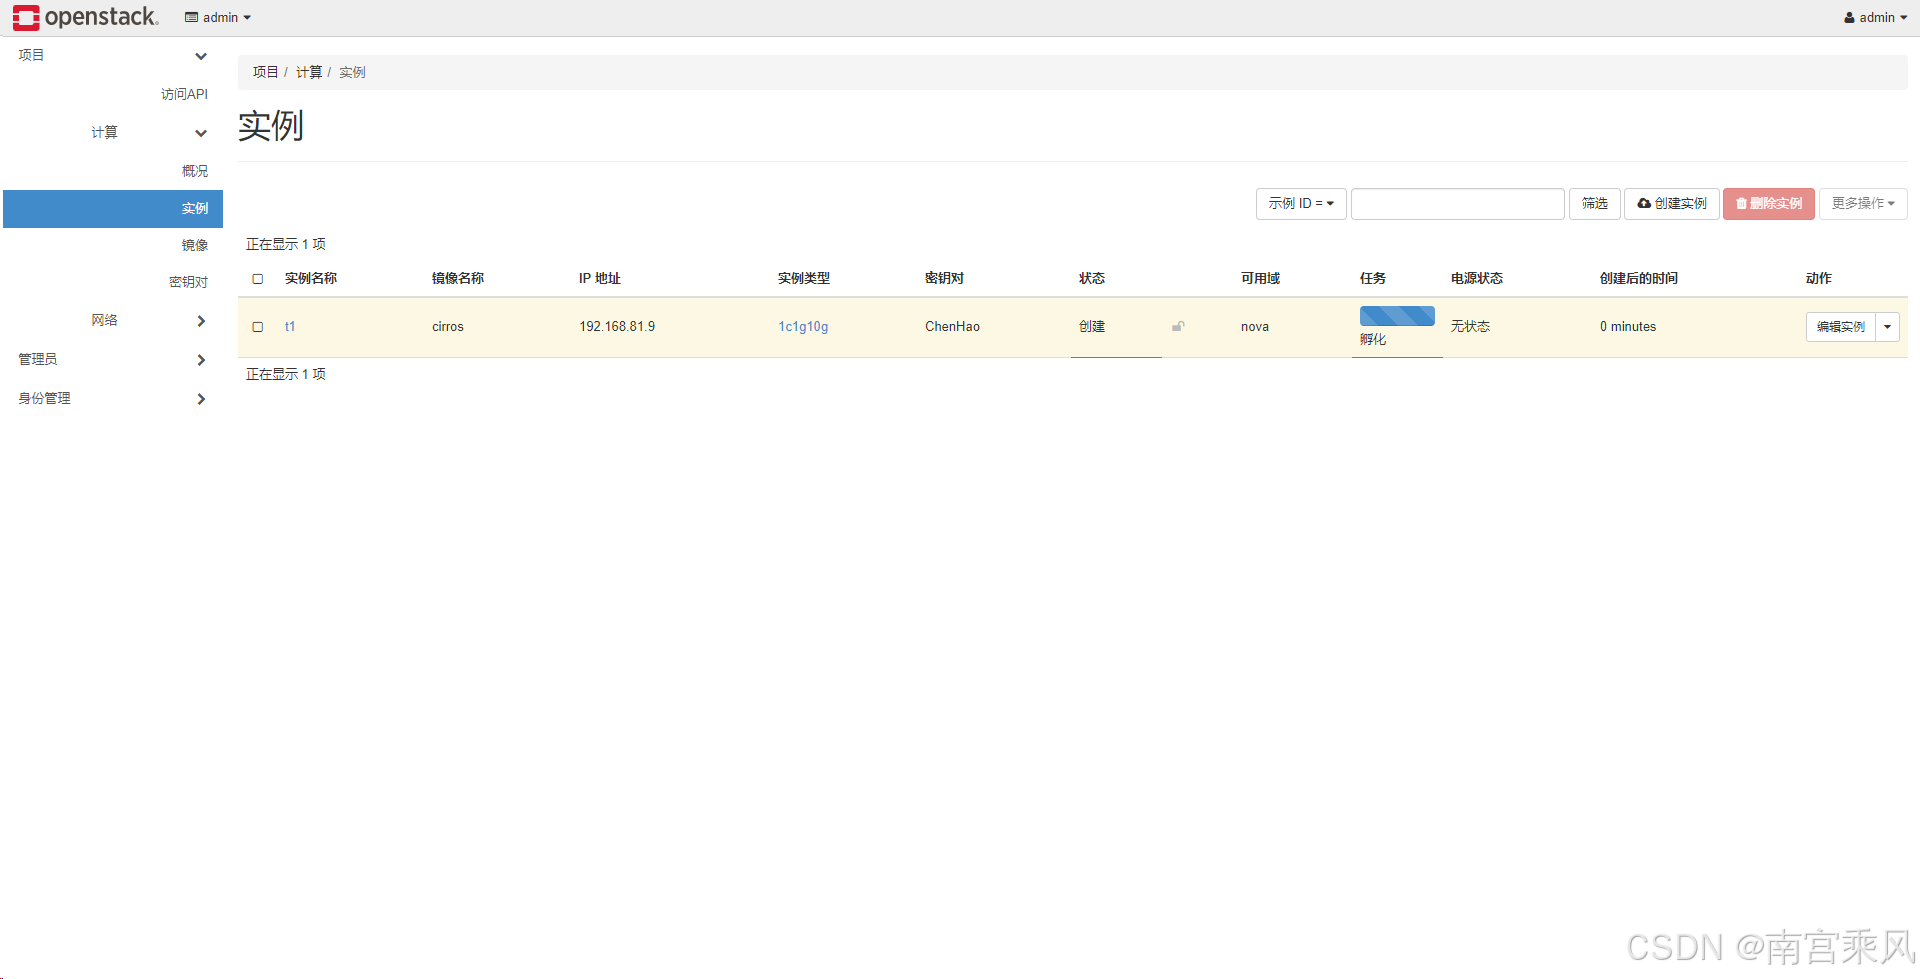 openstack. admin admin
项目
访问API
计算
概况
实例
镜像
密钥对
网络
管理员
身份管理
项目 / 计算 / 实例
实例
示例 ID = 筛选 创建实例 删除实例 更多操作
正在显示 1 项
实例名称 镜像名称 IP 地址 实例类型 密钥对 状态 可用域 任务 电源状态 创建后的时间 动作
t1 cirros 192.168.81.9 1c1g10g ChenHao 创建 nova 孵化 无状态 0 minutes 编辑实例
正在显示 1 项
CSDN @南宫乘风